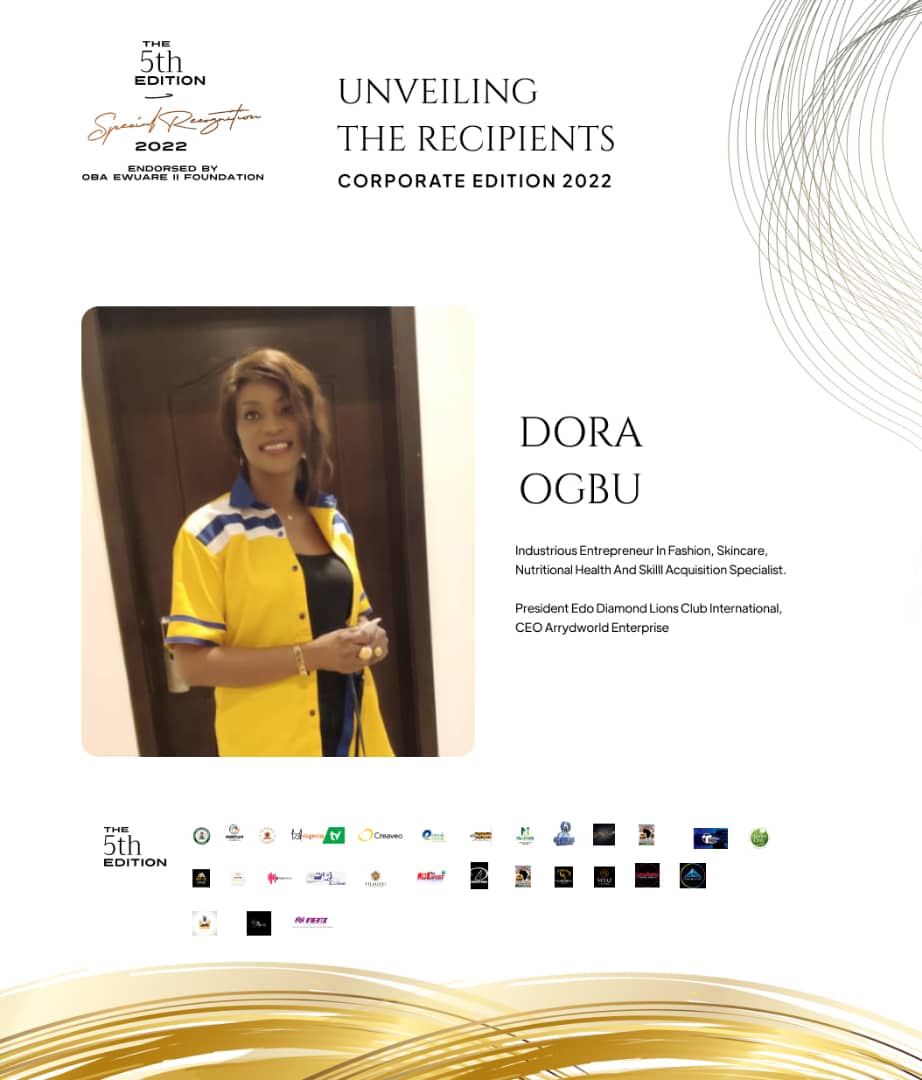 THE
5th
EDITION
Special Recognition
2022
ENDORSED BY
OBA EWUARE II FOUNDATION
UNVEILING
THE RECIPIENTS
CORPORATE EDITION 2022
DORA
OGBU
Industrious Entrepreneur In Fashion, Skincare,
Nutritional Health And Skilll Acquisition Specialist.
President Edo Diamond Lions Club International,
CEO Arrydworld Enterprise
THE
5th
EDITION
tv
Creaveo